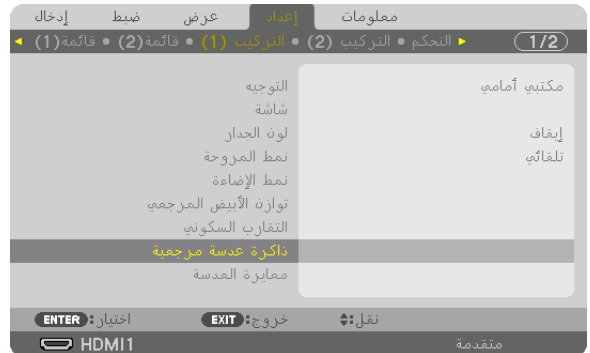 إدخال ضبط عرض إعداد معلومات
قائمة(1) • قائمة(2) • التركيب (1) • التركيب (2) • التحكم 1/2
التوجيه مكتبي أمامي
شاشة
لون الجدار إيقاف
نمط المروحة تلقائي
نمط الإضاءة
توازن الأبيض المرجعي
التقارب السكوني
ذاكرة عدسة مرجعية
معايرة العدسة
ENTER :اختيار EXIT :خروج نقل:
HDMI1 متقدمة